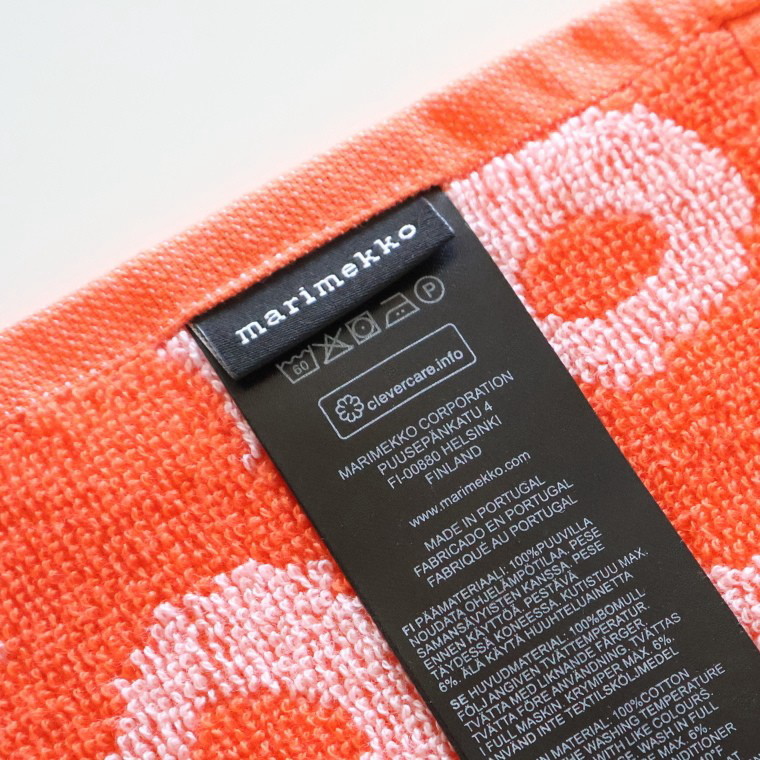 marimekko
60
P
clevercare.info
MARIMEKKO CORPORATION
PUUSEPÄNKATU 4
FI-00880 HELSINKI
FINLAND
www.marimekko.com
MADE IN PORTUGAL
FABRICADO EN PORTUGAL
FABRIQUÉ AU PORTUGAL
FI PÄÄMATERIAALI: 100%PUUVILLA
NOUDATA OHJELÄMPÖTILAA. PESE
SAMANSÄVYISTEN KANSSA. PESE
ENNEN KÄYTTÖÄ. PESTÄVÄ
TÄYDESSÄ KONEESSA. KUTISTUU MAX.
6%. ÄLÄ KÄYTÄ HUUHTELUAINETTA
SE HUVUDMATERIAL: 100%BOMULL
FÖLJ ANGIVEN TVÄTTEMPERATUR.
TVÄTTA MED LIKNANDE FÄRGER.
TVÄTTA FÖRE ANVÄNDNING. TVÄTTAS
I FULL MASKIN. KRYMPER MAX. 6%.
ANVÄND INTE TEXTILSKÖLJMEDEL
MATERIAL: 100%COTTON
THE WASHING TEMPERATURE
WITH LIKE COLOURS.
WASH IN FULL
MAX. 6%.